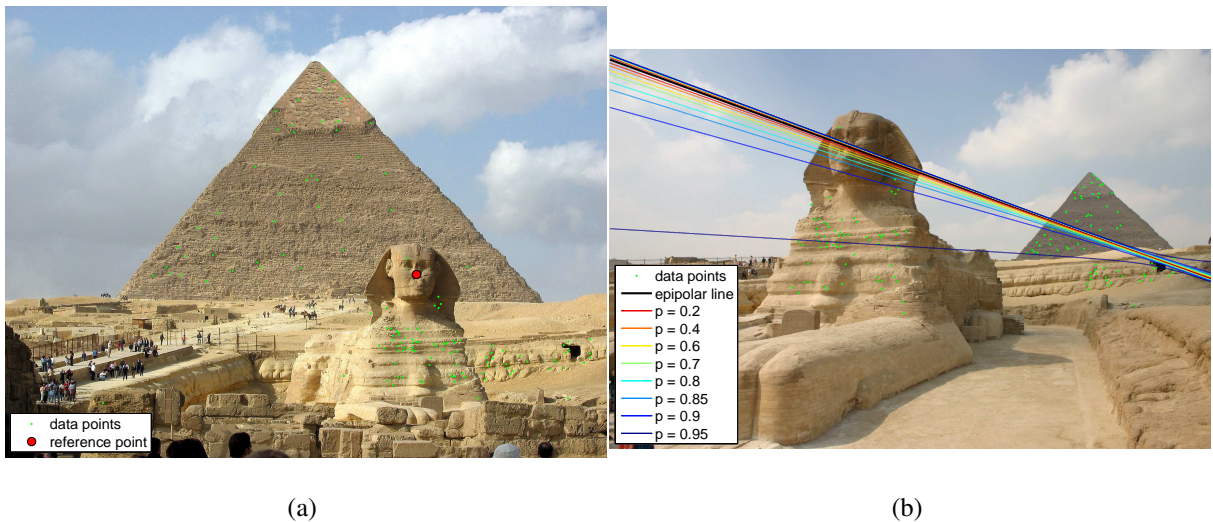 data points
reference point
data points
epipolar line
p = 0.2
p = 0.4
p = 0.6
p = 0.7
p = 0.8
p = 0.85
p = 0.9
p = 0.95
(a)
(b)